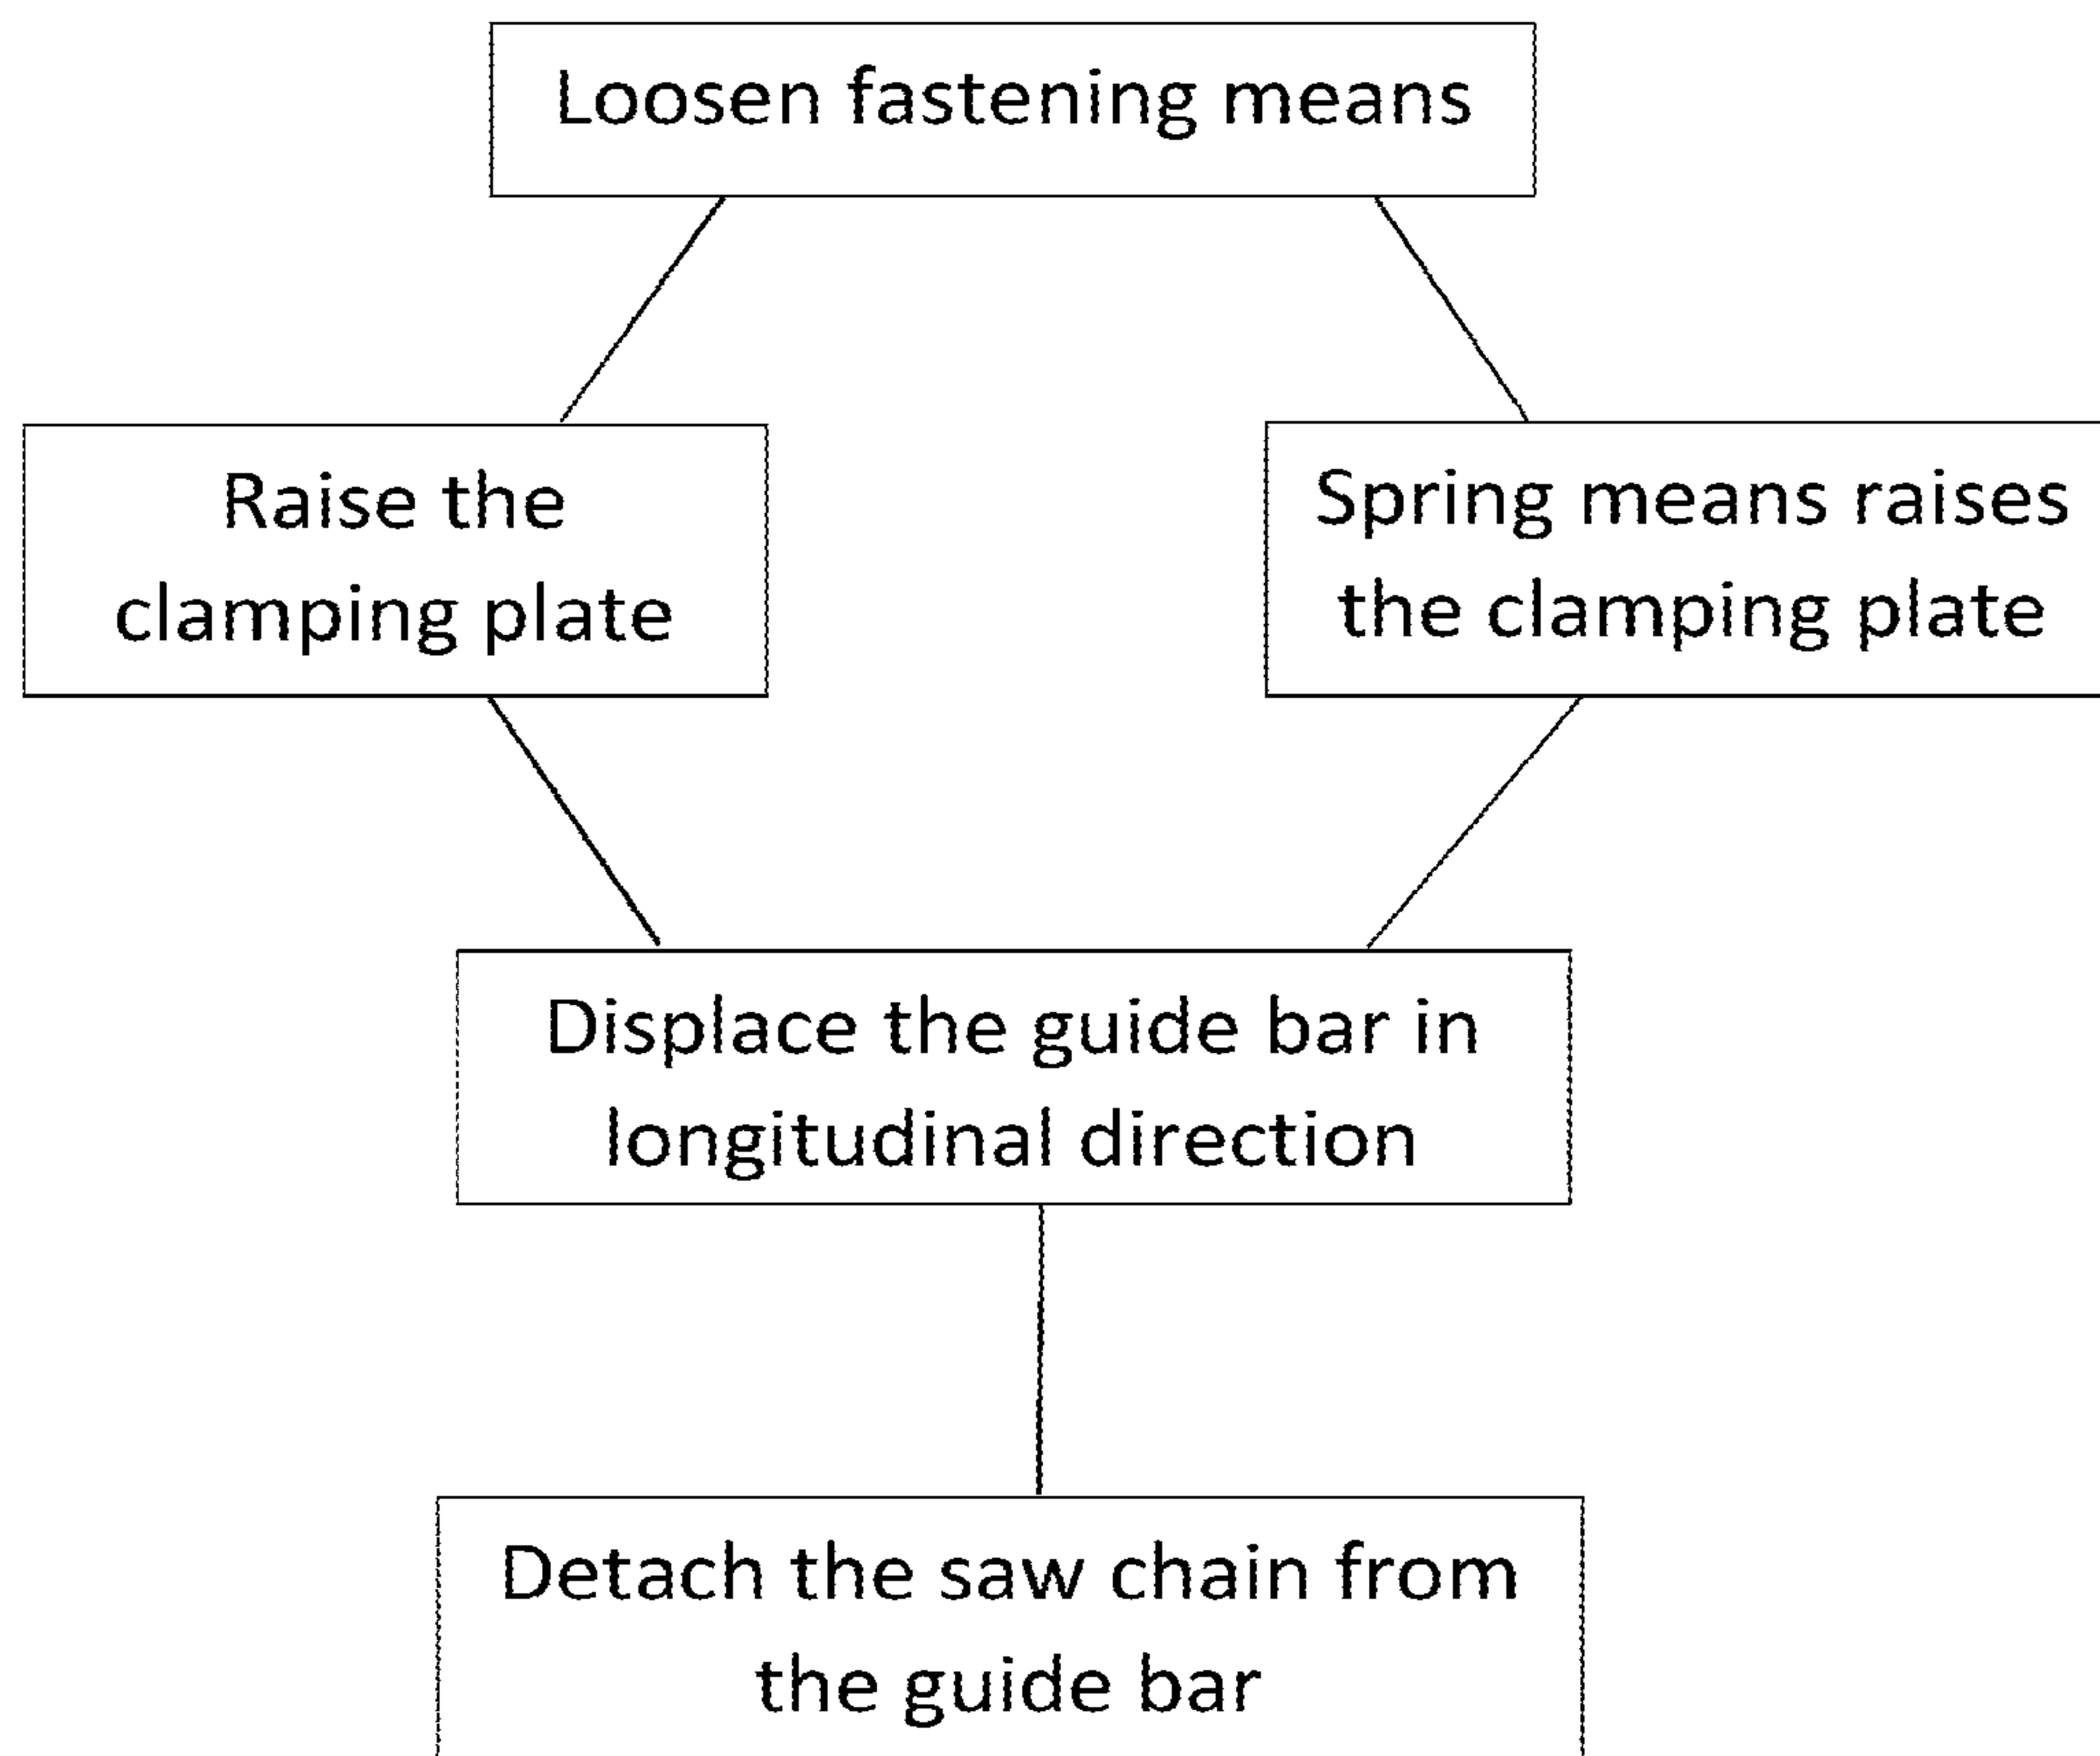 Loosen fastening means
Raise the
clamping plate
Spring means raises
the clamping plate
Displace the guide bar in
longitudinal direction
Detach the saw chain from
the guide bar